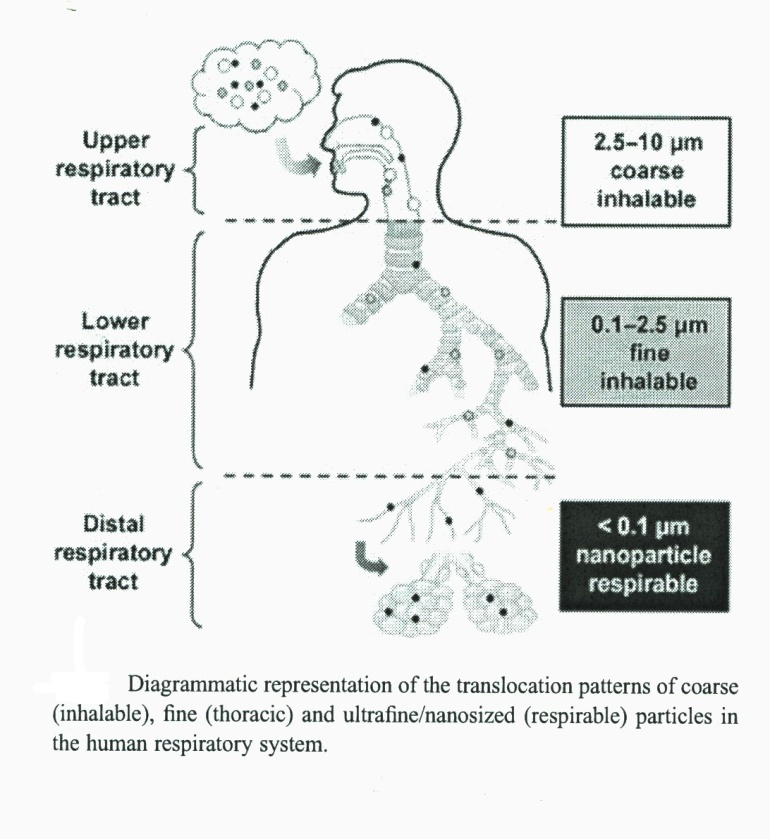 Upper
respiratory
tract
2.5–10 µm
coarse
inhalable
Lower
respiratory
tract
0.1–2.5 µm
fine
inhalable
Distal
respiratory
tract
< 0.1 µm
nanoparticle
respirable
Diagrammatic representation of the translocation patterns of coarse
(inhalable), fine (thoracic) and ultrafine/nanosized (respirable) particles in
the human respiratory system.